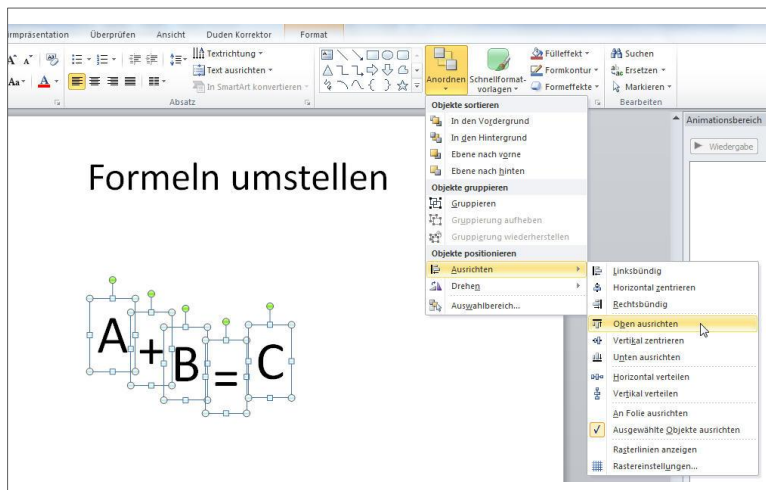 irmpräsentation Überprüfen Ansicht Duden Korrektor Format
Textrichtung
Text ausrichten
In SmartArt konvertieren
Absatz
Anordnen
Schnellformat-
vorlagen
Fülleffekt
Formkontur
Formeffekte
Suchen
Ersetzen
Markieren
Bearbeiten
Objekte sortieren
In den Vordergrund
In den Hintergrund
Ebene nach vorne
Ebene nach hinten
Objekte gruppieren
Gruppieren
Gruppierung aufheben
Gruppierung wiederherstellen
Objekte positionieren
Ausrichten
Drehen
Auswahlbereich...
Linksbündig
Horizontal zentrieren
Rechtsbündig
Oben ausrichten
Vertikal zentrieren
Unten ausrichten
Horizontal verteilen
Vertikal verteilen
An Folie ausrichten
Ausgewählte Objekte ausrichten
Rasterlinien anzeigen
Rastereinstellungen...
Animationsbereich
Wiedergabe
Formeln umstellen
A + B = C